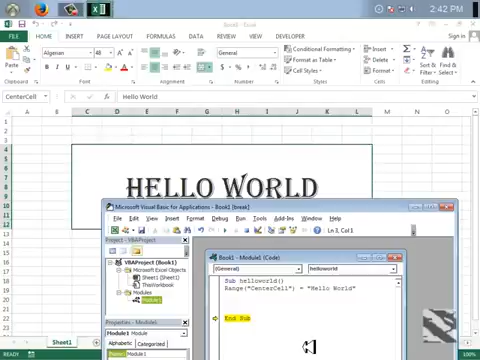 2:42 PM
Book1 - Excel
FILE HOME INSERT PAGE LAYOUT FORMULAS DATA REVIEW VIEW DEVELOPER
Sign in
Algerian 48 General
Paste
Conditional Formatting
Format as Table
Cell Styles
Insert
Delete
Format
Sort & Filter
Find & Select
Clipboard Font Alignment Number Styles Cells Editing
CenterCell Hello World
A B C D E F G H I J K L M N O
HELLO WORLD
Microsoft Visual Basic for Applications - Book1 [break]
File Edit View Insert Format Debug Run Tools Add-Ins Window Help
Ln 3, Col 1
Project - VBAProject
VBAProject (Book1)
Microsoft Excel Objects
Sheet1 (Sheet1)
ThisWorkbook
Modules
Module1
Book1 - Module1 (Code)
(General) helloworld
Sub helloworld()
Range("CenterCell") = "Hello World"
End Sub
Properties - Module1
Module1 Module
Alphabetic Categorized
Module1
Sheet1